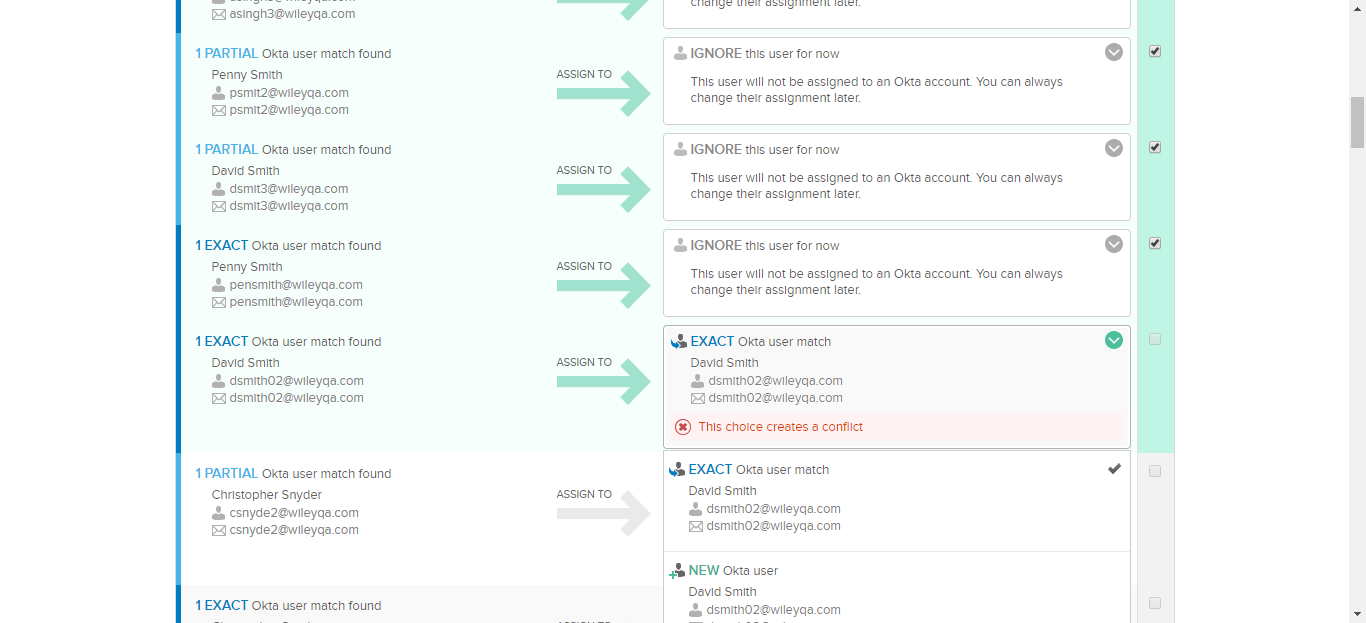 asingh3@wileyqa.com
change their assignment later.
1 PARTIAL Okta user match found
Penny Smith
psmit2@wileyqa.com
psmit2@wileyqa.com
ASSIGN TO
IGNORE this user for now
This user will not be assigned to an Okta account. You can always
change their assignment later.
1 PARTIAL Okta user match found
David Smith
dsmit3@wileyqa.com
dsmit3@wileyqa.com
ASSIGN TO
IGNORE this user for now
This user will not be assigned to an Okta account. You can always
change their assignment later.
1 EXACT Okta user match found
Penny Smith
pensmith@wileyqa.com
pensmith@wileyqa.com
ASSIGN TO
IGNORE this user for now
This user will not be assigned to an Okta account. You can always
change their assignment later.
1 EXACT Okta user match found
David Smith
dsmith02@wileyqa.com
dsmith02@wileyqa.com
ASSIGN TO
EXACT Okta user match
David Smith
dsmith02@wileyqa.com
dsmith02@wileyqa.com
This choice creates a conflict
1 PARTIAL Okta user match found
Christopher Snyder
csnyde2@wileyqa.com
csnyde2@wileyqa.com
ASSIGN TO
EXACT Okta user match
David Smith
dsmith02@wileyqa.com
dsmith02@wileyqa.com
NEW Okta user
David Smith
dsmith02@wileyqa.com
1 EXACT Okta user match found